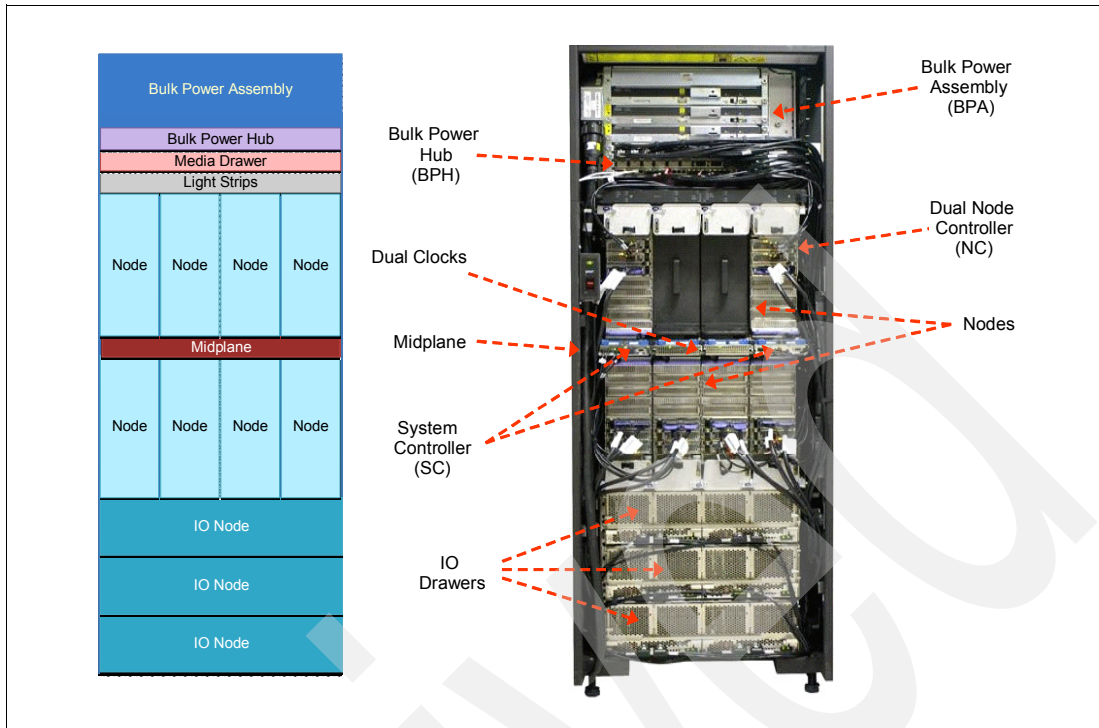 Bulk Power Assembly
Bulk Power Hub
Media Drawer
Light Strips
Node
Node
Node
Node
Midplane
Node
Node
Node
Node
IO Node
IO Node
IO Node
Bulk Power
Hub
(BPH)
Dual Clocks
Midplane
System
Controller
(SC)
IO
Drawers
Bulk Power
Assembly
(BPA)
Dual Node
Controller
(NC)
Nodes